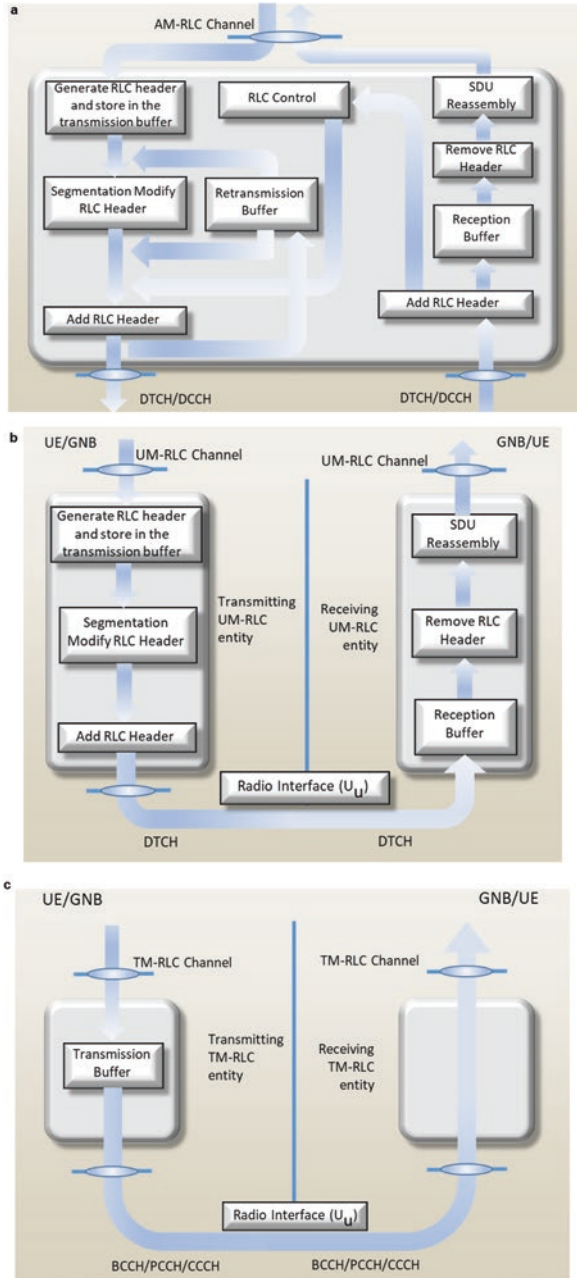 a
AM-RLC Channel
Generate RLC header
and store in the
transmission buffer
RLC Control
SDU
Reassembly
Remove RLC
Header
Segmentation Modify
RLC Header
Retransmission
Buffer
Reception
Buffer
Add RLC Header
Add RLC Header
DTCH/DCCH
DTCH/DCCH
b
UE/GNB
GNB/UE
UM-RLC Channel
UM-RLC Channel
Generate RLC header
and store in the
transmission buffer
SDU
Reassembly
Transmitting
UM-RLC
entity
Receiving
UM-RLC
entity
Segmentation
Modify RLC Header
Remove RLC
Header
Add RLC Header
Reception
Buffer
Radio Interface (Uu)
DTCH
DTCH
c
UE/GNB
GNB/UE
TM-RLC Channel
TM-RLC Channel
Transmission
Buffer
Transmitting
TM-RLC
entity
Receiving
TM-RLC
entity
Radio Interface (Uu)
BCCH/PCCH/CCCH
BCCH/PCCH/CCCH